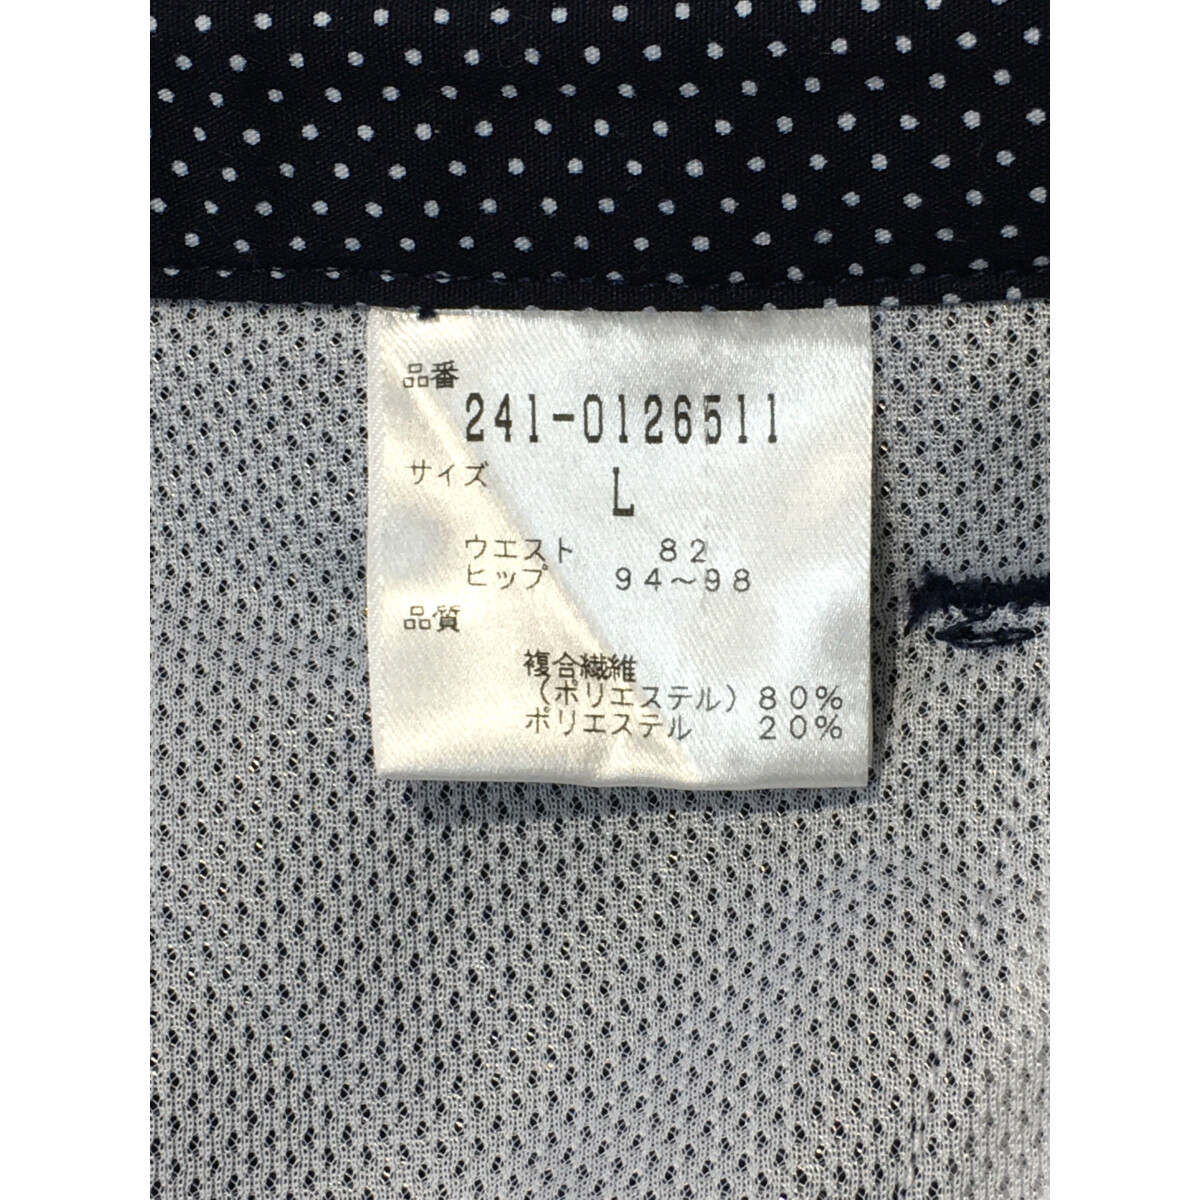 品番
241-0126511
サイズ
L
ウエスト 82
ヒップ 94～98
品質
複合繊維
(ポリエステル) 80%
ポリエステル 20%